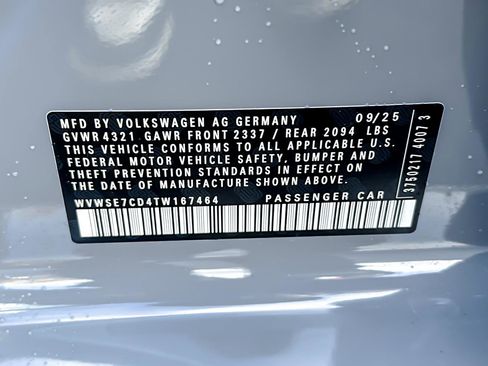 MFD BY VOLKSWAGEN AG GERMANY 09/25
GVWR 4321 GAWR FRONT 2337 / REAR 2094 LBS
THIS VEHICLE CONFORMS TO ALL APPLICABLE U.S.
FEDERAL MOTOR VEHICLE SAFETY, BUMPER AND
THEFT PREVENTION STANDARDS IN EFFECT ON
THE DATE OF MANUFACTURE SHOWN ABOVE.
WVWSE7CD4TW167464 PASSENGER CAR
3750217 4007 3